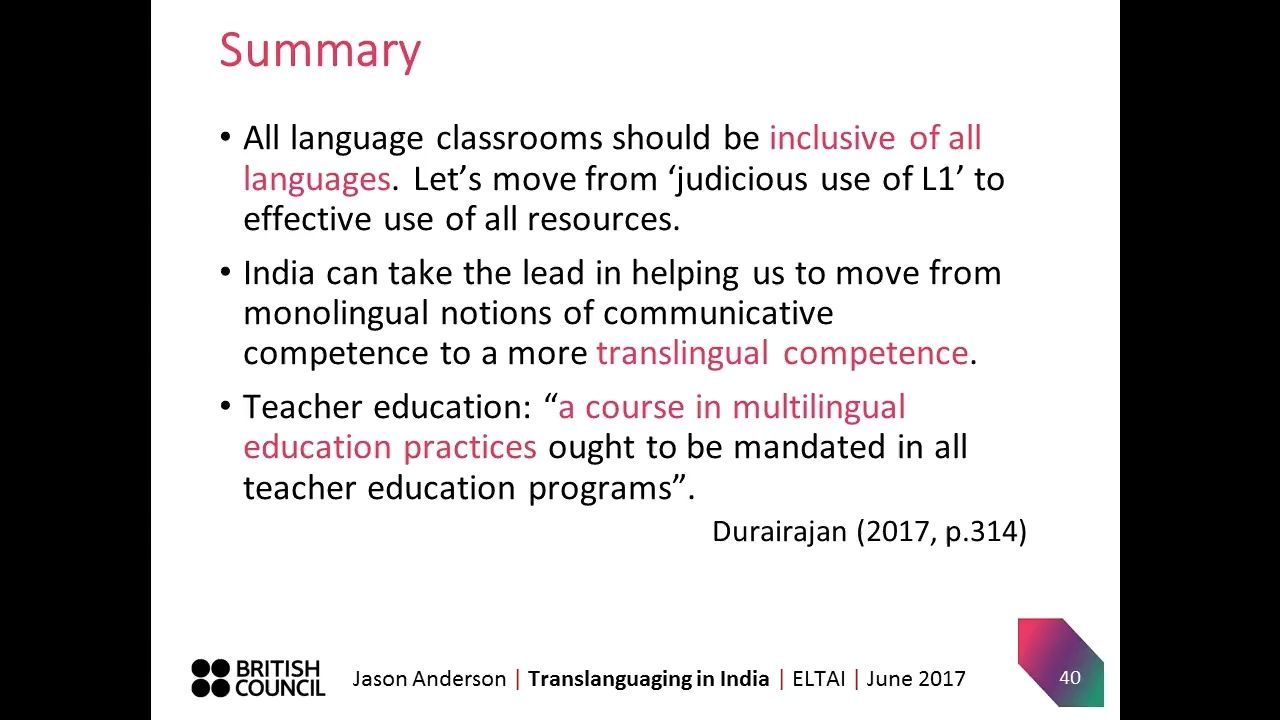 Summary
• All language classrooms should be inclusive of all
languages. Let’s move from ‘judicious use of L1’ to
effective use of all resources.
• India can take the lead in helping us to move from
monolingual notions of communicative
competence to a more translingual competence.
• Teacher education: “a course in multilingual
education practices ought to be mandated in all
teacher education programs”.
Durairajan (2017, p.314)
BRITISH
COUNCIL
Jason Anderson | Translanguaging in India | ELTAI | June 2017
40